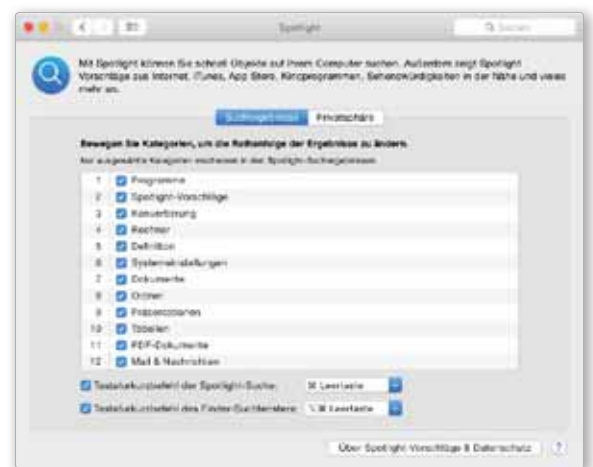 Spotlight
Suchen
Mit Spotlight können Sie schnell Objekte auf Ihrem Computer suchen. Außerdem zeigt Spotlight
Vorschläge aus Internet, iTunes, App Store, Kinoprogrammen, Sehenswürdigkeiten in der Nähe und vieles
mehr an.
Suchergebnisse Privatsphäre
Bewegen Sie Kategorien, um die Reihenfolge der Ergebnisse zu ändern.
Nur ausgewählte Kategorien erscheinen in den Spotlight-Suchergebnissen.
1 Programme
2 Spotlight-Vorschläge
3 Konvertierung
4 Rechner
5 Definition
6 Systemeinstellungen
7 Dokumente
8 Ordner
9 Präsentationen
10 Tabellen
11 PDF-Dokumente
12 Mail & Nachrichten
Tastaturkurzbefehl der Spotlight-Suche: ⌘ Leertaste
Tastaturkurzbefehl des Finder-Suchfensters: ⌥⌘ Leertaste
Über Spotlight-Vorschläge & Datenschutz ?